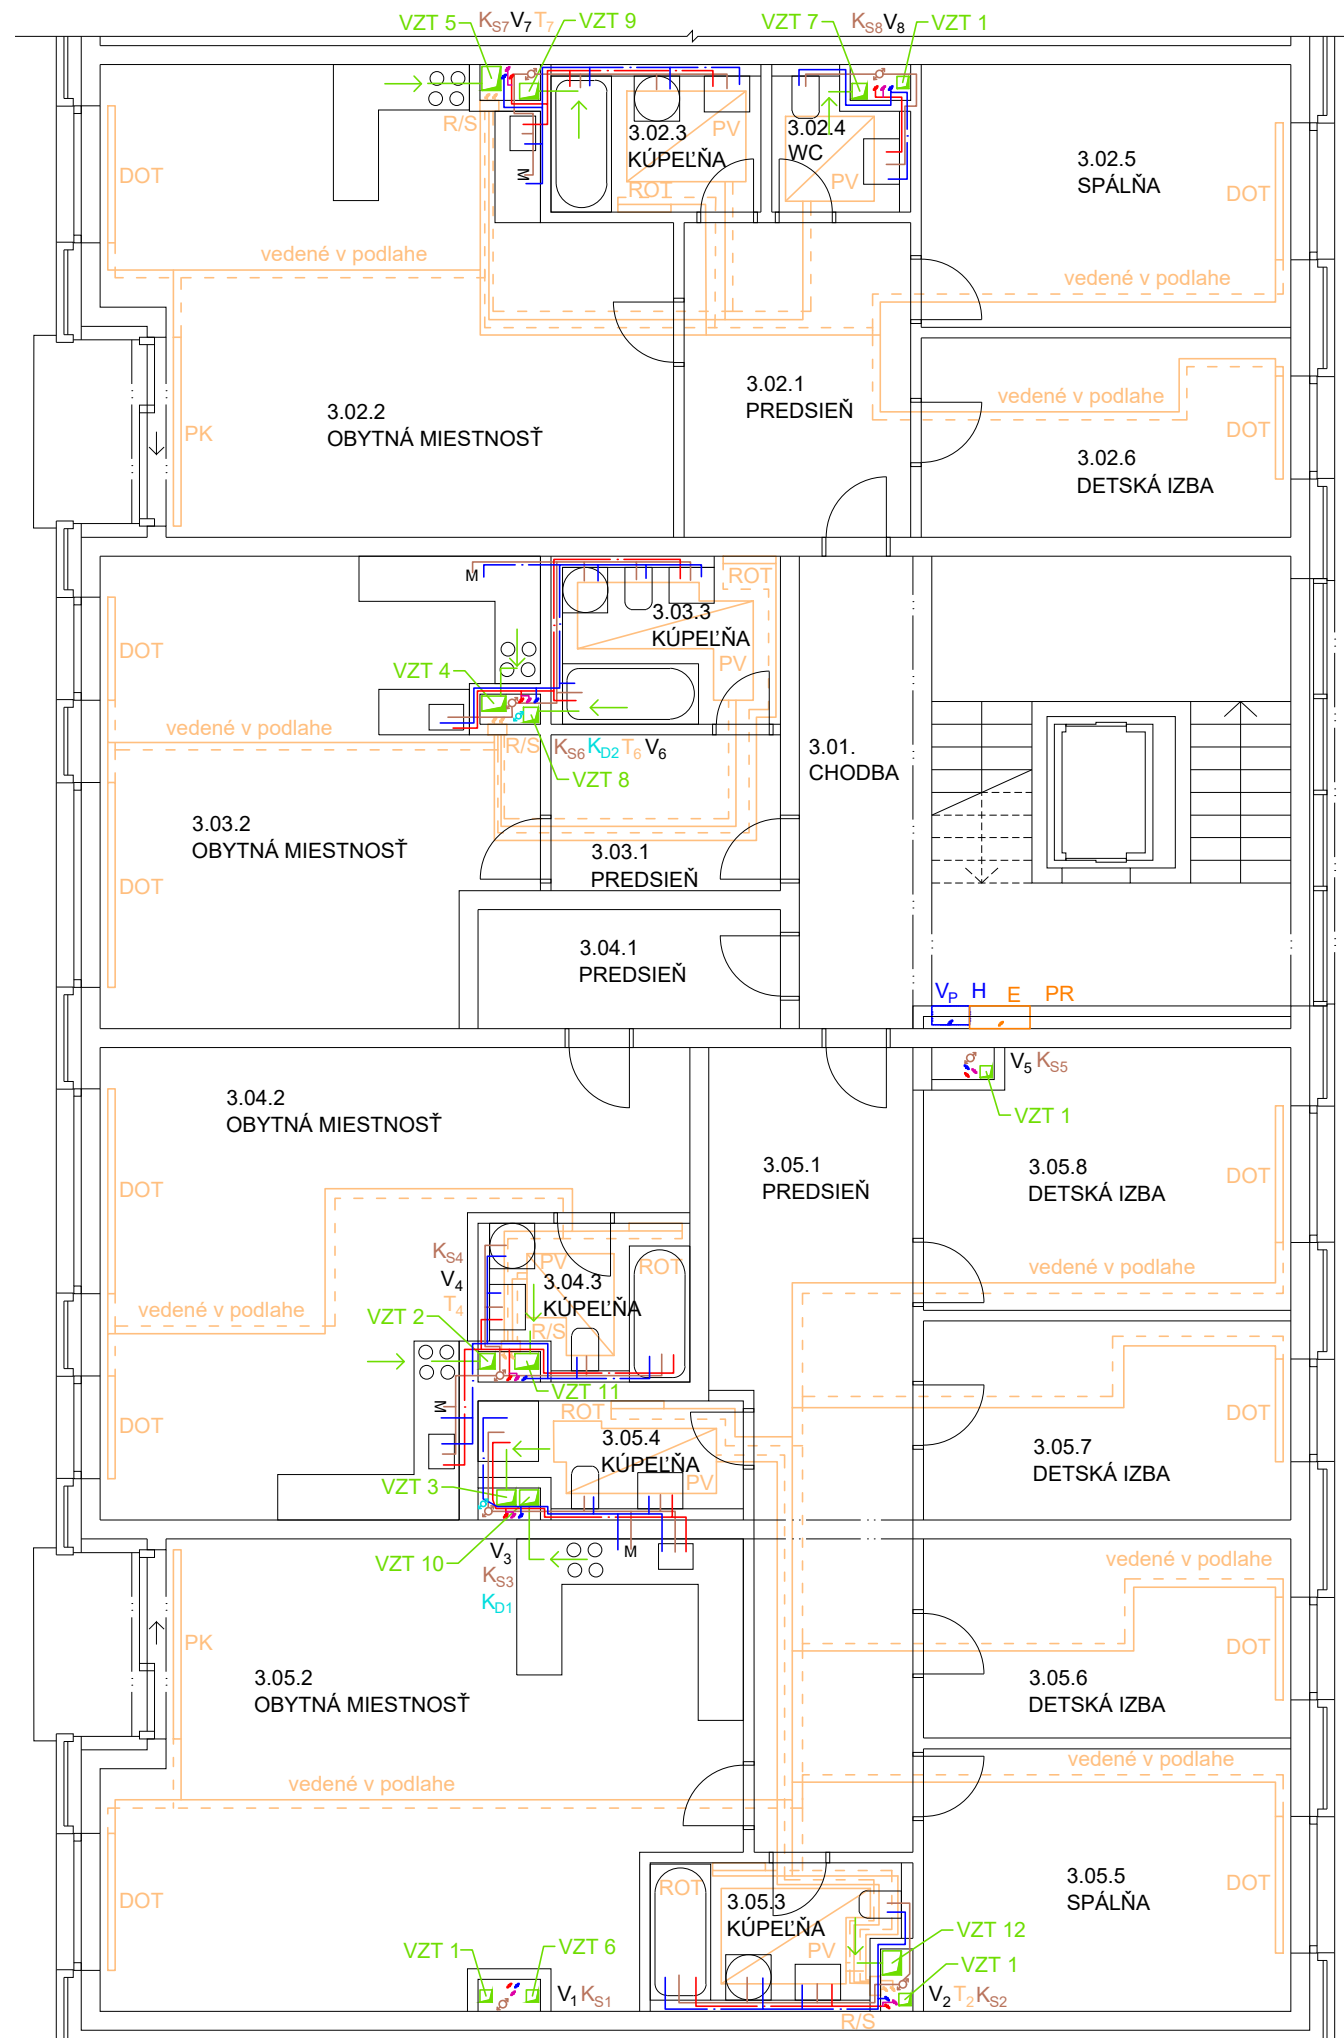 VZT 5 KS7 V7 T7 VZT 9 VZT 7 KS8 V8 VZT 1
R/S
3.02.3
KÚPEĽŇA
PV
3.02.4
WC
PV
ROT
DOT
3.02.5
SPÁLŇA
DOT
M
vedené v podlahe
vedené v podlahe
3.02.2
OBYTNÁ MIESTNOSŤ
PK
3.02.1
PREDSIEŇ
vedené v podlahe
DOT
3.02.6
DETSKÁ IZBA
M
ROT
3.03.3
KÚPEĽŇA
PV
DOT
VZT 4
vedené v podlahe
R/S
KS6 KD2 T6 V6
VZT 8
3.01.
CHODBA
3.03.2
OBYTNÁ MIESTNOSŤ
DOT
3.03.1
PREDSIEŇ
3.04.1
PREDSIEŇ
VP H E PR
V5 KS5
VZT 1
3.04.2
OBYTNÁ MIESTNOSŤ
DOT
3.05.1
PREDSIEŇ
3.05.8
DETSKÁ IZBA
DOT
KS4
V4
T4
PV
3.04.3
KÚPEĽŇA
ROT
R/S
vedené v podlahe
vedené v podlahe
VZT 2
VZT 11
M
DOT
ROT
3.05.4
KÚPEĽŇA
PV
VZT 3
3.05.7
DETSKÁ IZBA
DOT
VZT 10
V3
KS3
KD1
M
vedené v podlahe
PK
3.05.2
OBYTNÁ MIESTNOSŤ
3.05.6
DETSKÁ IZBA
DOT
vedené v podlahe
vedené v podlahe
DOT
ROT
3.05.3
KÚPEĽŇA
PV
3.05.5
SPÁLŇA
DOT
VZT 12
VZT 1
VZT 1
VZT 6
V1 KS1
V2 T2 KS2
R/S